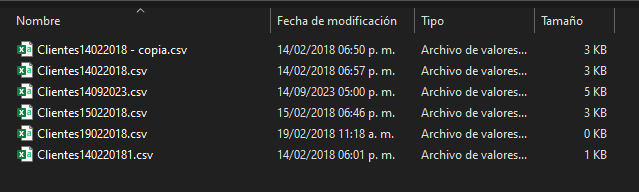 Nombre Fecha de modificación Tipo Tamaño
Clientes14022018 - copia.csv 14/02/2018 06:50 p. m. Archivo de valores... 3 KB
Clientes14022018.csv 14/02/2018 06:57 p. m. Archivo de valores... 3 KB
Clientes14092023.csv 14/09/2023 05:00 p. m. Archivo de valores... 5 KB
Clientes15022018.csv 15/02/2018 06:46 p. m. Archivo de valores... 3 KB
Clientes19022018.csv 19/02/2018 11:18 a. m. Archivo de valores... 0 KB
Clientes140220181.csv 14/02/2018 06:01 p. m. Archivo de valores... 1 KB